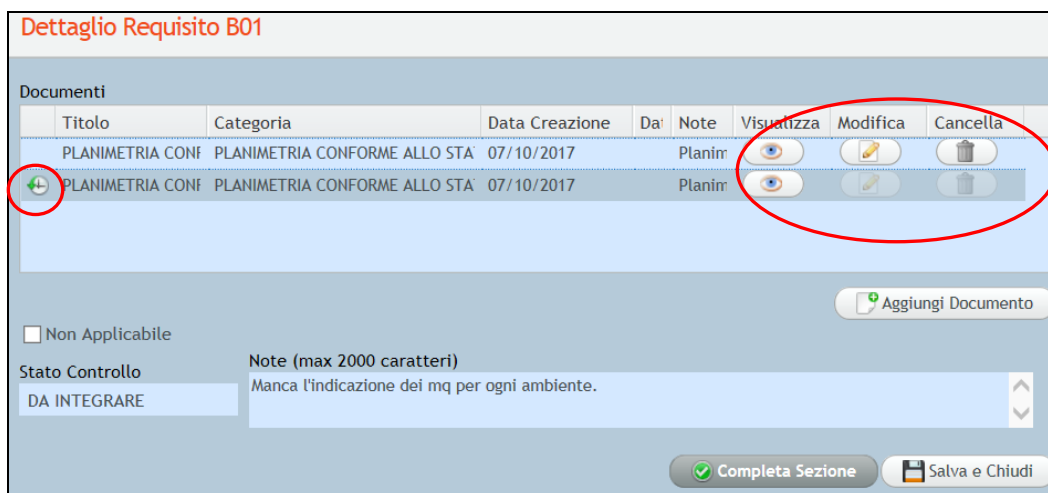 Dettaglio Requisito B01
Documenti
Titolo Categoria Data Creazione Dat Note Visualizza Modifica Cancella
PLANIMETRIA CONF PLANIMETRIA CONFORME ALLO STA 07/10/2017 Planim
PLANIMETRIA CONF PLANIMETRIA CONFORME ALLO STA 07/10/2017 Planim
Aggiungi Documento
Non Applicabile
Stato Controllo Note (max 2000 caratteri)
DA INTEGRARE Manca l'indicazione dei mq per ogni ambiente.
Completa Sezione Salva e Chiudi